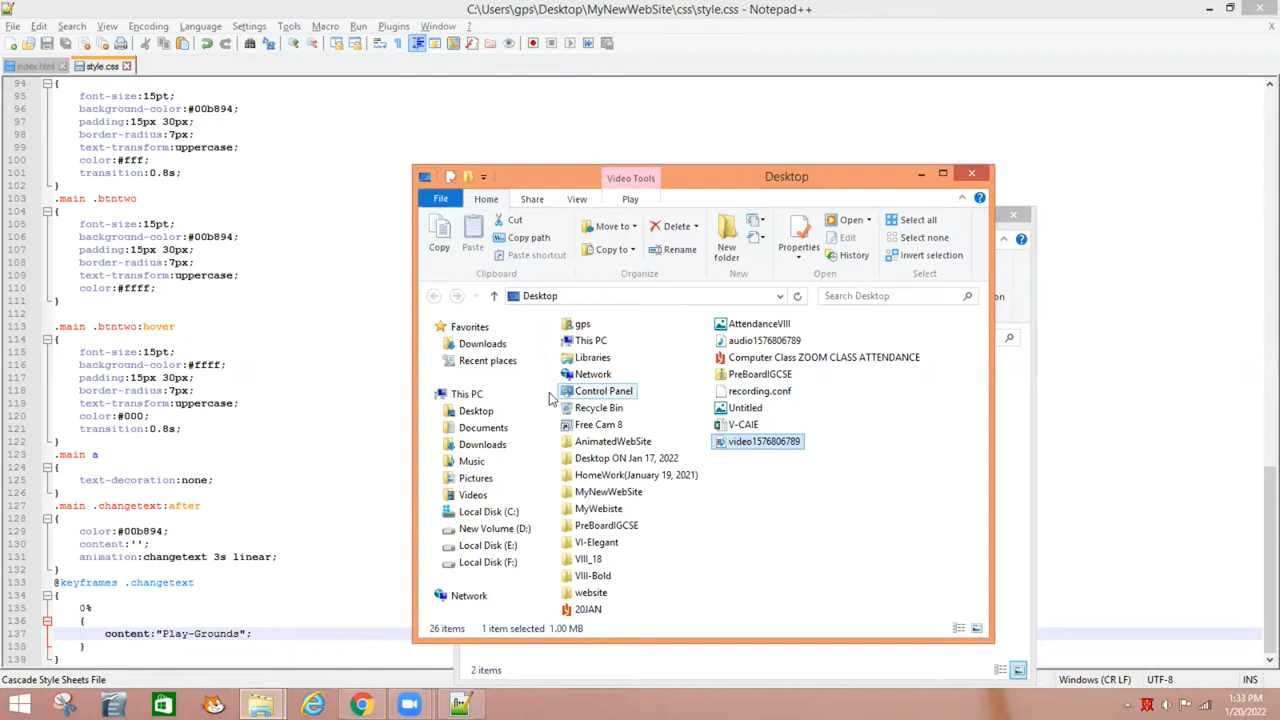 C:\Users\gps\Desktop\MyNewWebSite\css\style.css - Notepad++
File Edit Search View Encoding Language Settings Tools Macro Run Plugins Window ?
index.html style.css
94 {
95 font-size:15pt;
96 background-color:#00b894;
97 padding:15px 30px;
98 border-radius:7px;
99 text-transform:uppercase;
100 color:#fff;
101 transition:0.8s;
102 }
103 .main .btntwo
104 {
105 font-size:15pt;
106 background-color:#00b894;
107 padding:15px 30px;
108 border-radius:7px;
109 text-transform:uppercase;
110 color:#ffff;
111 }
112
113 .main .btntwo:hover
114 {
115 font-size:15pt;
116 background-color:#ffff;
117 padding:15px 30px;
118 border-radius:7px;
119 text-transform:uppercase;
120 color:#000;
121 transition:0.8s;
122 }
123 .main a
124 {
125 text-decoration:none;
126 }
127 .main .changetext:after
128 {
129 color:#00b894;
130 content:'';
131 animation:changetext 3s linear;
132 }
133 @keyframes .changetext
134 {
135 0%
136 {
137 content:"Play-Grounds";
138 }
139 }
Video Tools Desktop
File Home Share View Play
Copy Paste Cut Copy path Paste shortcut
Clipboard
Move to Copy to Delete Rename
Organize
New folder
New
Properties Open Edit History
Open
Select all Select none Invert selection
Select
on
Desktop
Search Desktop
Favorites
Downloads
Recent places
This PC
Desktop
Documents
Downloads
Music
Pictures
Videos
Local Disk (C:)
New Volume (D:)
Local Disk (E:)
Local Disk (F:)
Network
gps
This PC
Libraries
Network
Control Panel
Recycle Bin
Free Cam 8
AnimatedWebSite
Desktop ON Jan 17, 2022
HomeWork(January 19, 2021)
MyNewWebSite
MyWebiste
PreBoardIGCSE
VI-Elegant
VI_18
VIII-Bold
website
20JAN
AttendanceVIII
audio1576806789
Computer Class ZOOM CLASS ATTENDANCE
PreBoardIGCSE
recording.conf
Untitled
V-CAIE
video1576806789
26 items 1 item selected 1.00 MB
2 items
Cascade Style Sheets File Windows (CR LF) UTF-8 INS
1:33 PM
1/20/2022